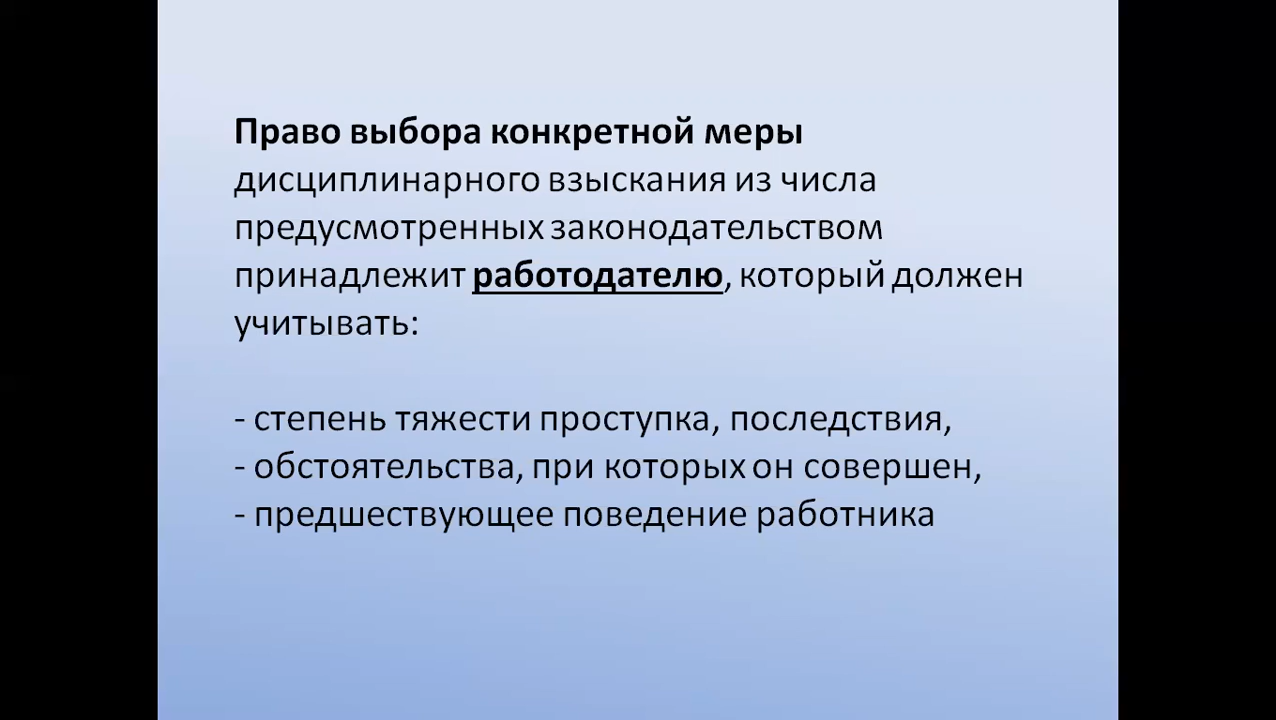 Право выбора конкретной меры
дисциплинарного взыскания из числа
предусмотренных законодательством
принадлежит работодателю, который должен
учитывать:
- степень тяжести проступка, последствия,
- обстоятельства, при которых он совершен,
- предшествующее поведение работника